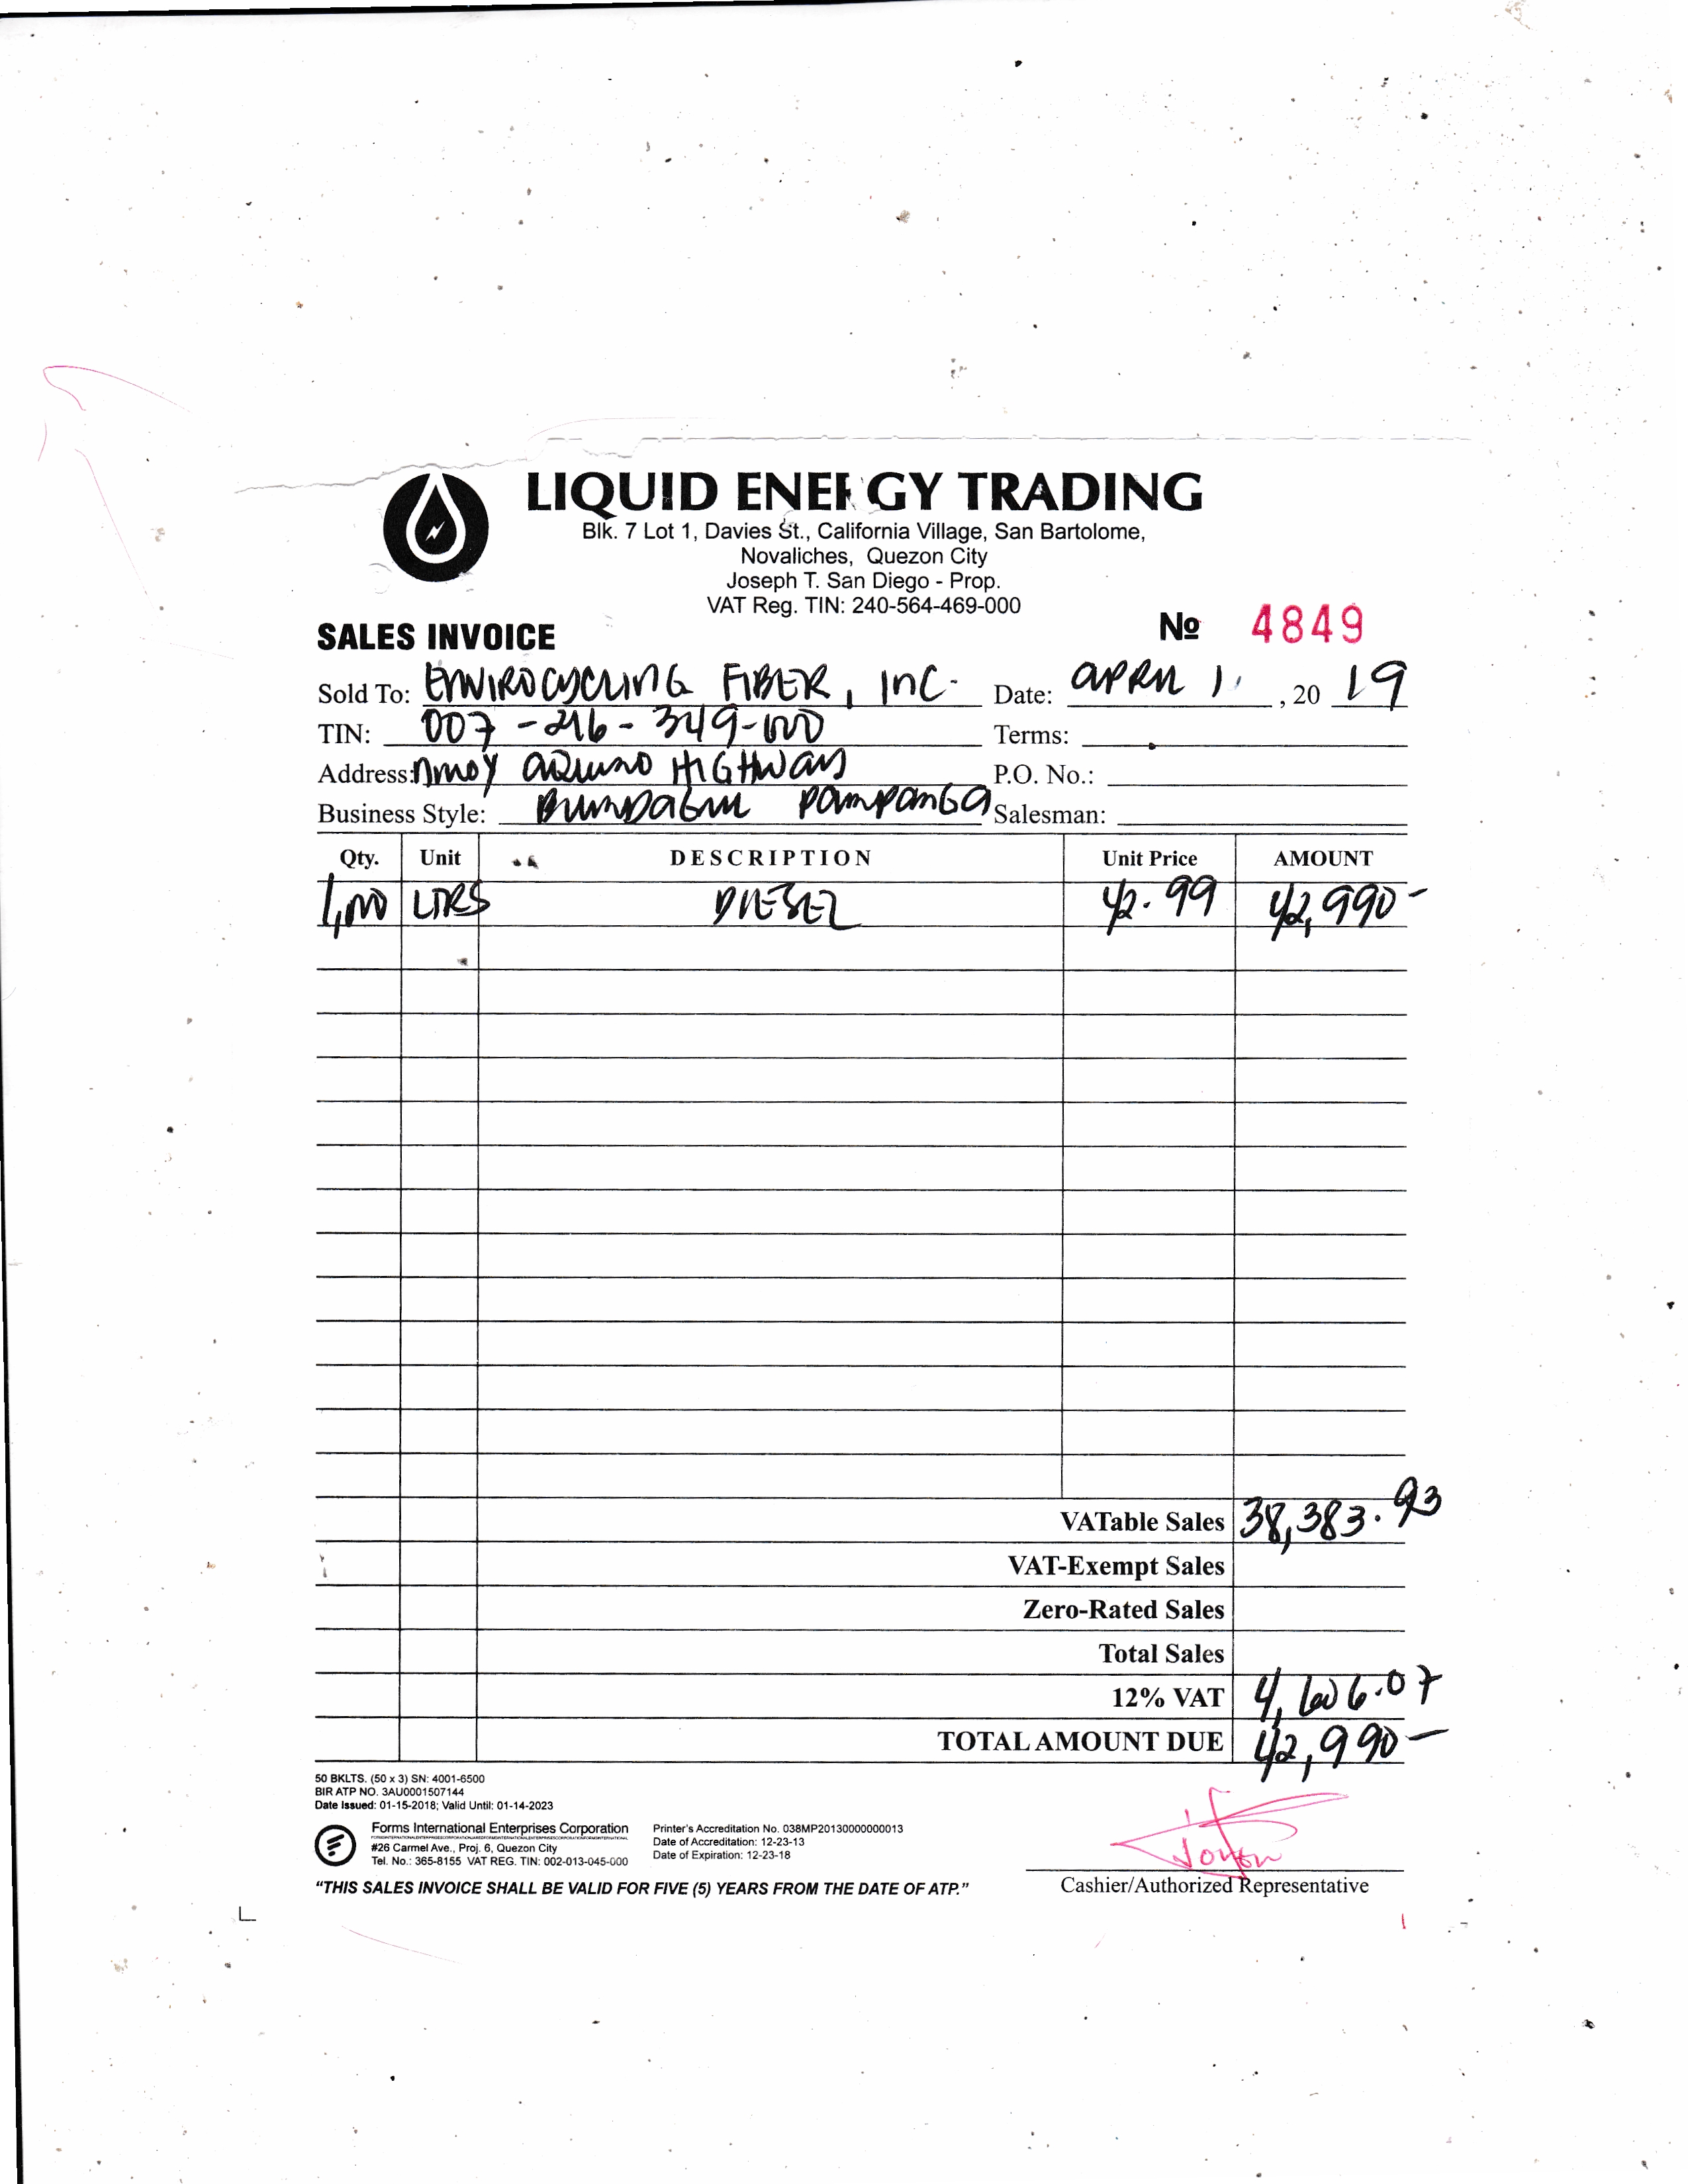 LIQUID ENERGY TRADING
Blk. 7 Lot 1, Davies St., California Village, San Bartolome,
Novaliches, Quezon City
Joseph T. San Diego - Prop.
VAT Reg. TIN: 240-564-469-000
SALES INVOICE
№ 4849
Sold To: ENVIROCYCLING FIBER, INC. Date: APRIL 1, 2019
TIN: 007-216-349-000 Terms:
Address: NINOY AQUINO HIGHWAY P.O. No.:
Business Style: PAMPANGA Salesman:
Qty. Unit DESCRIPTION Unit Price AMOUNT
1,000 LTRS DIESEL 42.99 42,990-
VATable Sales 38,383.93
VAT-Exempt Sales
Zero-Rated Sales
Total Sales
12% VAT 4,606.07
TOTAL AMOUNT DUE 42,990-
50 BKLTS. (50 x 3) SN: 4001-6500
BIR ATP NO. 3AU0001507144
Date Issued: 01-15-2018; Valid Until: 01-14-2023
Forms International Enterprises Corporation
#26 Carmel Ave., Proj. 6, Quezon City
Tel. No.: 365-8155 VAT REG. TIN: 002-013-045-000
Printer's Accreditation No. 038MP20130000000013
Date of Accreditation: 12-23-13
Date of Expiration: 12-23-18
"THIS SALES INVOICE SHALL BE VALID FOR FIVE (5) YEARS FROM THE DATE OF ATP."
Cashier/Authorized Representative